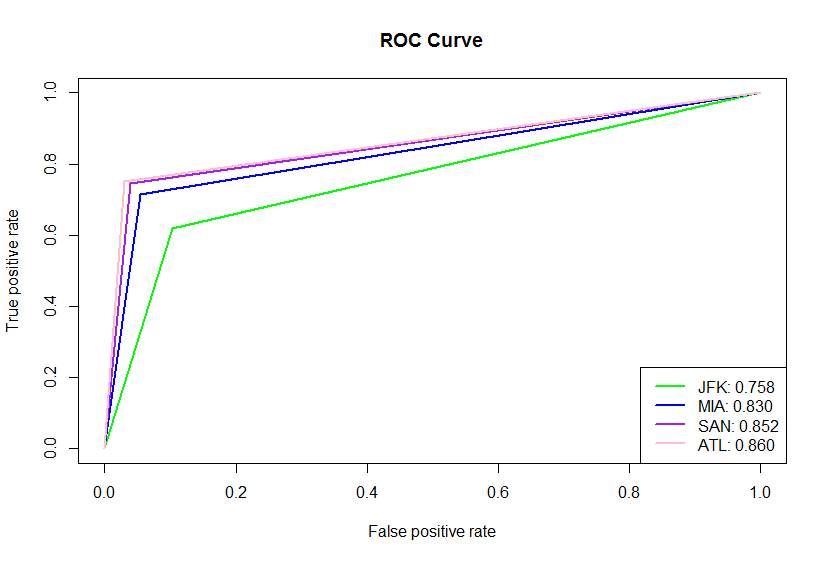 ROC Curve
True positive rate
1.0
0.8
0.6
0.4
0.2
0.0
JFK: 0.758
MIA: 0.830
SAN: 0.852
ATL: 0.860
0.0 0.2 0.4 0.6 0.8 1.0
False positive rate